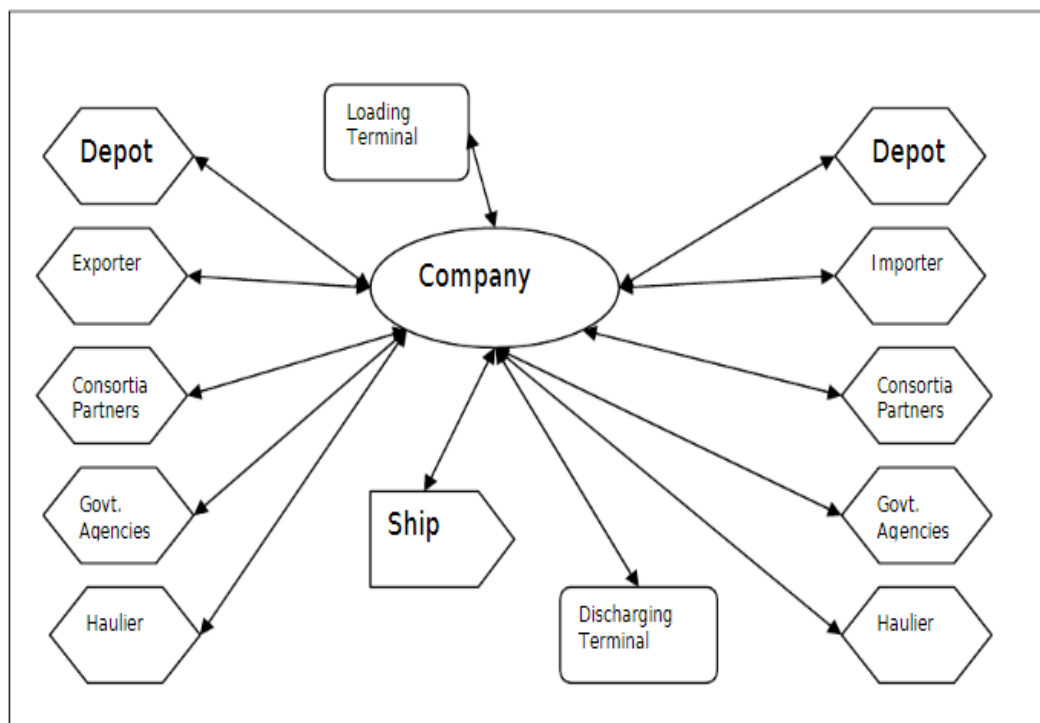 Loading
Terminal
Depot
Depot
Exporter
Company
Importer
Consortia
Partners
Consortia
Partners
Govt.
Agencies
Ship
Govt.
Agencies
Haulier
Discharging
Terminal
Haulier